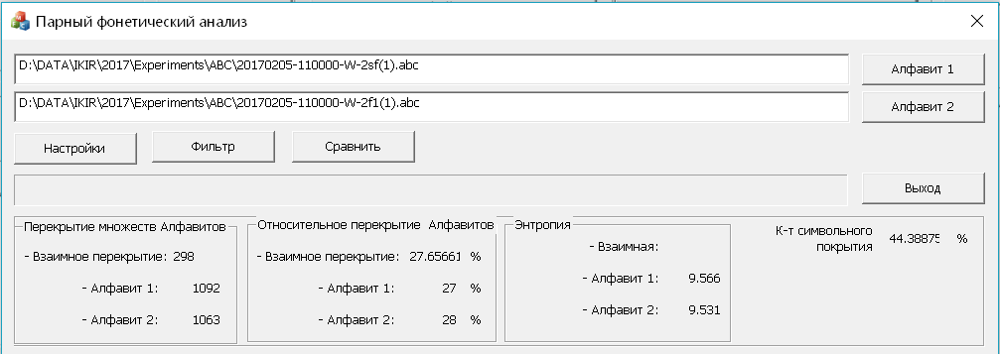 Парный фонетический анализ
D:\DATA\IKIR\2017\Experiments\ABC\20170205-110000-W-2sf(1).abc
Алфавит 1
D:\DATA\IKIR\2017\Experiments\ABC\20170205-110000-W-2f1(1).abc
Алфавит 2
Настройки
Фильтр
Сравнить
Выход
Перекрытие множеств Алфавитов
- Взаимное перекрытие: 298
- Алфавит 1: 1092
- Алфавит 2: 1063
Относительное перекрытие Алфавитов
- Взаимное перекрытие: 27.65661 %
- Алфавит 1: 27 %
- Алфавит 2: 28 %
Энтропия
- Взаимная:
- Алфавит 1: 9.566
- Алфавит 2: 9.531
К-т символьного
покрытия
44.38875 %